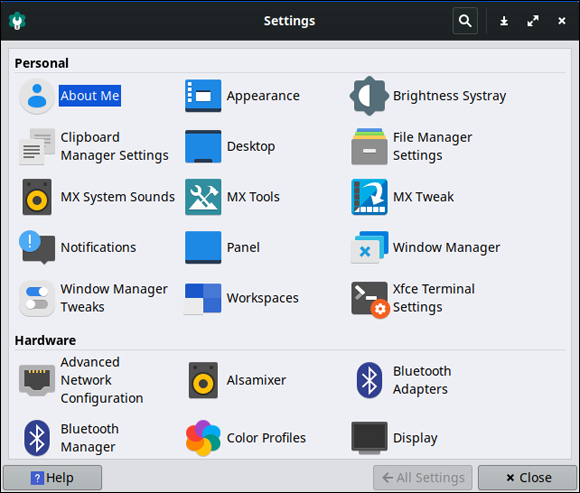 Settings
Personal
About Me
Appearance
Brightness Systray
Clipboard
Manager Settings
Desktop
File Manager
Settings
MX System Sounds
MX Tools
MX Tweak
Notifications
Panel
Window Manager
Window Manager
Tweaks
Workspaces
Xfce Terminal
Settings
Hardware
Advanced
Network
Configuration
Alsamixer
Bluetooth
Adapters
Bluetooth
Manager
Color Profiles
Display
? Help
All Settings
Close